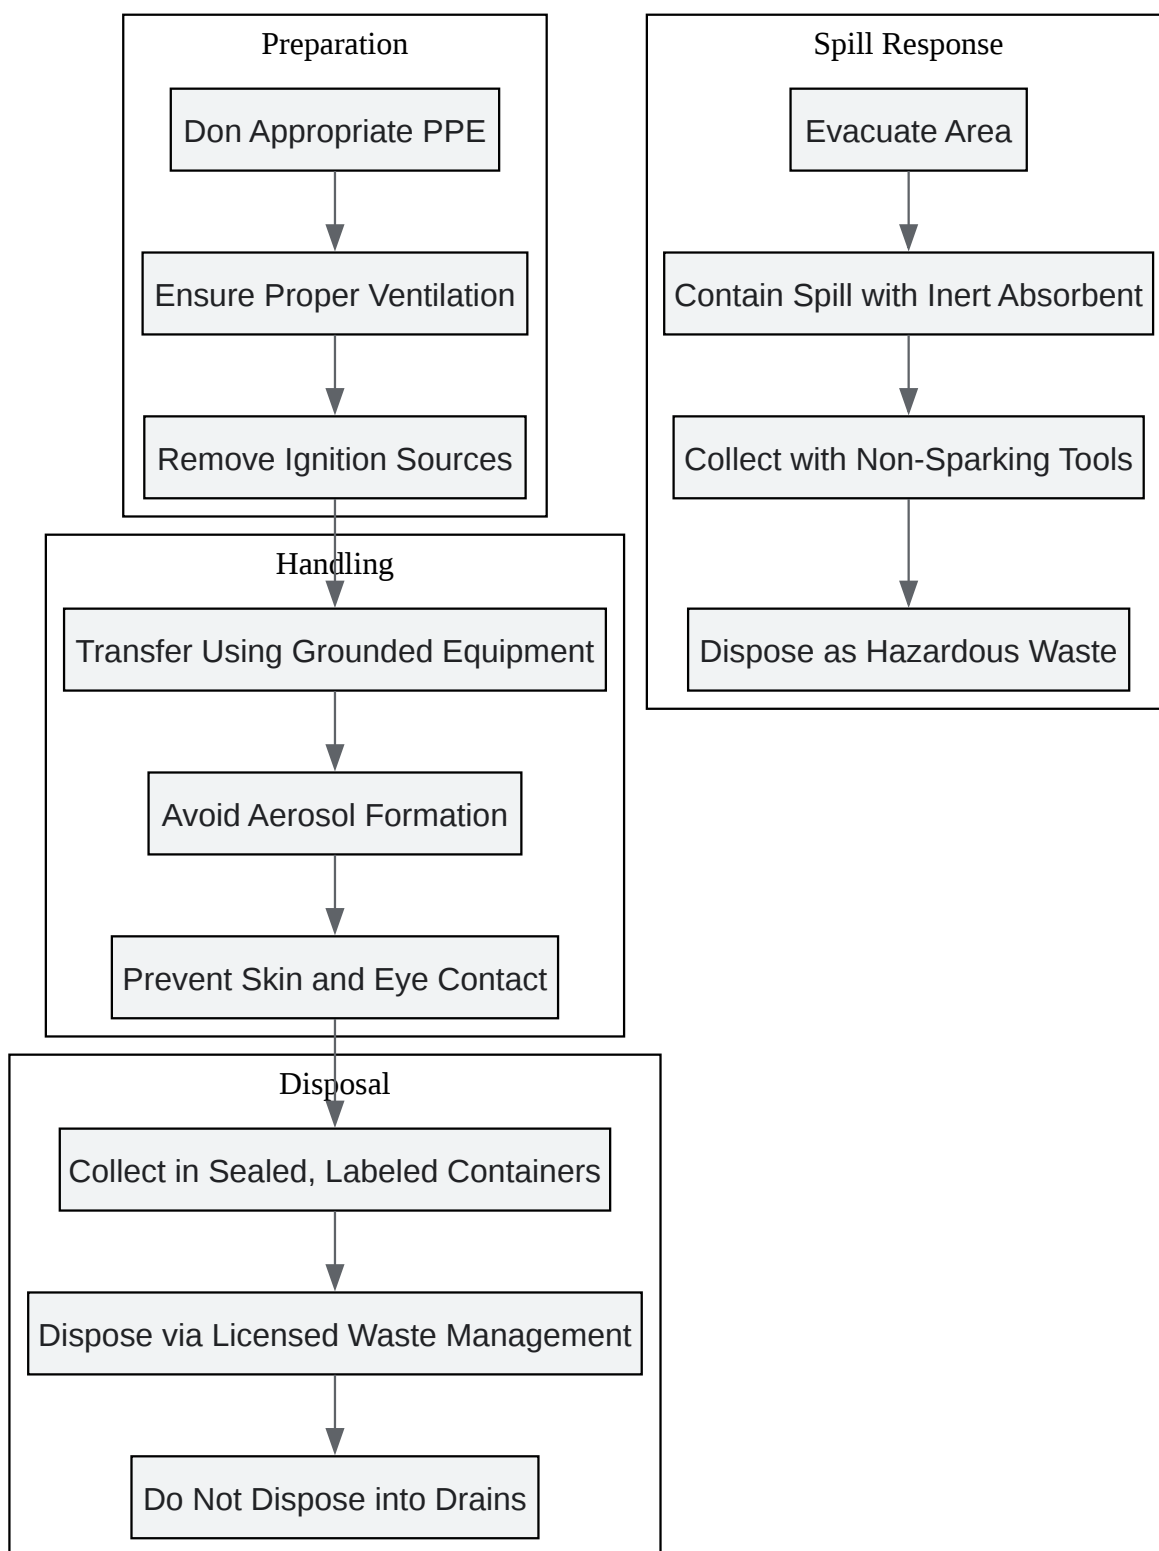 Preparation
Don Appropriate PPE
Ensure Proper Ventilation
Remove Ignition Sources
Handling
Transfer Using Grounded Equipment
Avoid Aerosol Formation
Prevent Skin and Eye Contact
Disposal
Collect in Sealed, Labeled Containers
Dispose via Licensed Waste Management
Do Not Dispose into Drains
Spill Response
Evacuate Area
Contain Spill with Inert Absorbent
Collect with Non-Sparking Tools
Dispose as Hazardous Waste